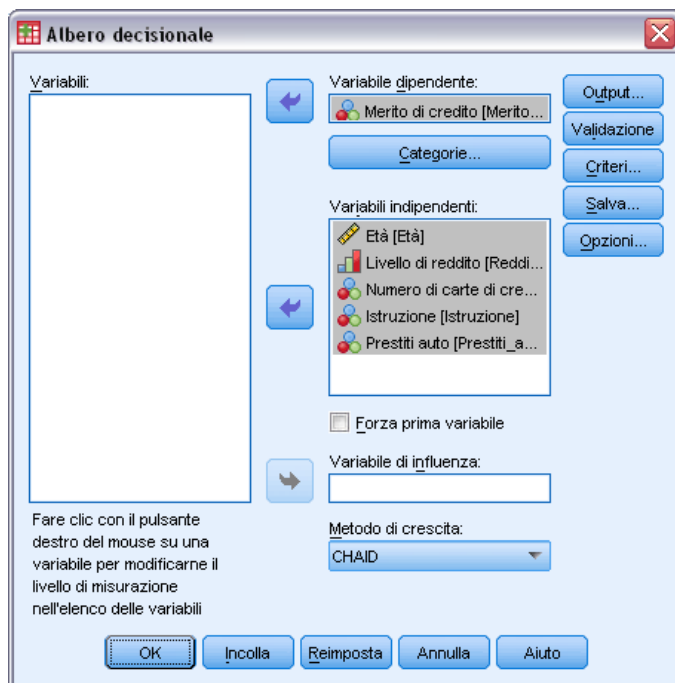 Albero decisionale
Variabili:
Fare clic con il pulsante
destro del mouse su una
variabile per modificarne il
livello di misurazione
nell'elenco delle variabili
Variabile dipendente:
Merito di credito [Merito...
Categorie...
Variabili indipendenti:
Età [Età]
Livello di reddito [Reddi...
Numero di carte di cre...
Istruzione [Istruzione]
Prestiti auto [Prestiti_a...
Forza prima variabile
Variabile di influenza:
Metodo di crescita:
CHAID
Output...
Validazione
Criteri...
Salva...
Opzioni...
OK
Incolla
Reimposta
Annulla
Aiuto